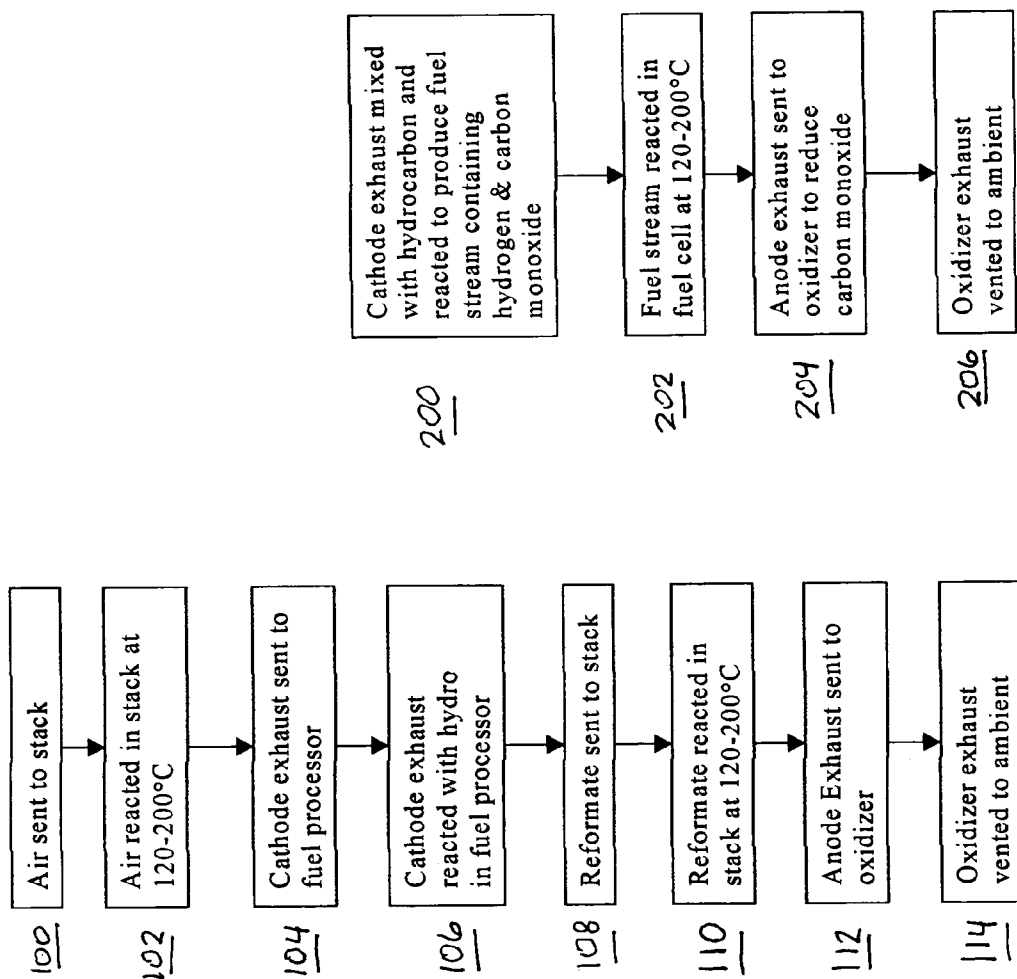 100
Air sent to stack
102
Air reacted in stack at
120-200°C
104
Cathode exhaust sent to
fuel processor
106
Cathode exhaust
reacted with hydro
in fuel processor
108
Reformate sent to stack
110
Reformate reacted in
stack at 120-200°C
112
Anode Exhaust sent to
oxidizer
114
Oxidizer exhaust
vented to ambient
200
Cathode exhaust mixed
with hydrocarbon and
reacted to produce fuel
stream containing
hydrogen & carbon
monoxide
202
Fuel stream reacted in
fuel cell at 120-200°C
204
Anode exhaust sent to
oxidizer to reduce
carbon monoxide
206
Oxidizer exhaust
vented to ambient